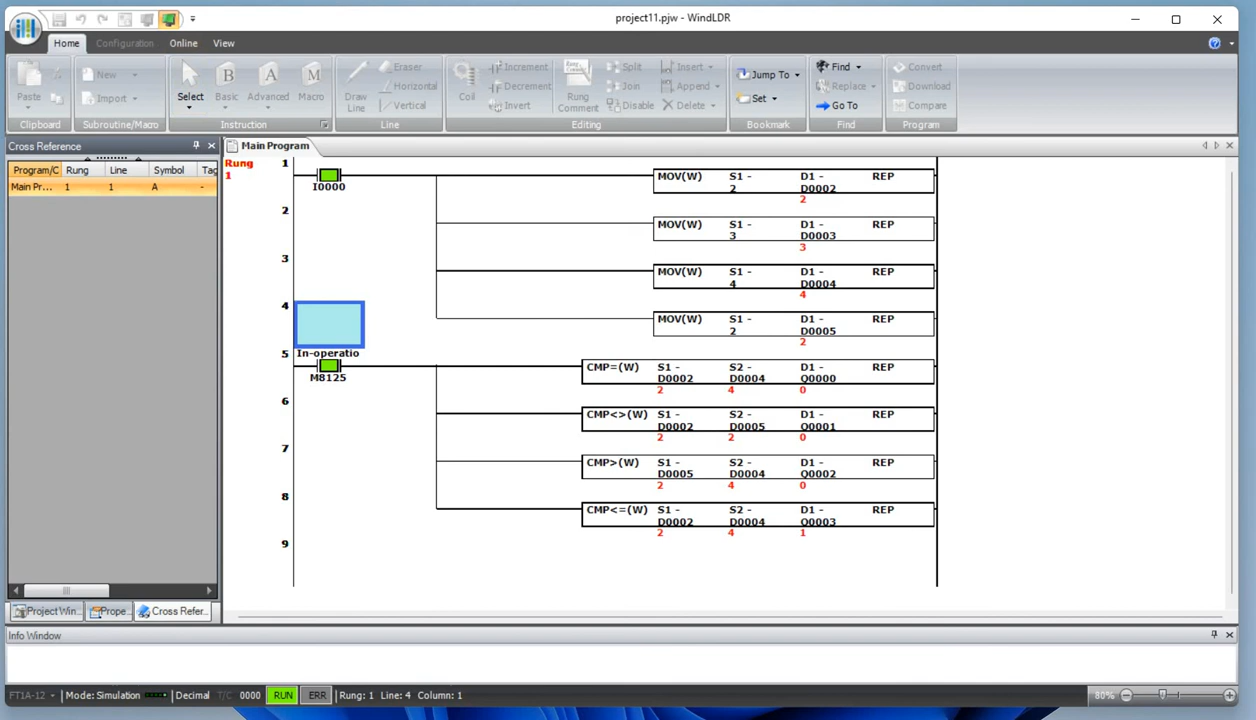 project11.pjw - WindLDR
Home Configuration Online View
Paste New Import Select Basic Advanced Macro Draw Line Eraser Horizontal Vertical Coil Increment Decrement Invert Rung Comment Split Join Disable Insert Append Delete Jump To Set Find Replace Go To Convert Download Compare
B A M
Clipboard Subroutine/Macro Instruction Line Editing Bookmark Find Program
Cross Reference
Program/C Rung Line Symbol Tag
Main Pr... 1 1 A -
Main Program
Rung 1
1
I0000
MOV(W) S1 - D1 - REP
2 D0002
2
2
MOV(W) S1 - D1 - REP
3 D0003
3
3
MOV(W) S1 - D1 - REP
4 D0004
4
4
MOV(W) S1 - D1 - REP
2 D0005
2
5 In-operatio
M8125
CMP=(W) S1 - S2 - D1 - REP
D0002 D0004 Q0000
2 4 0
6
CMP<>(W) S1 - S2 - D1 - REP
D0002 D0005 Q0001
2 2 0
7
CMP>(W) S1 - S2 - D1 - REP
D0005 D0004 Q0002
2 4 0
8
CMP<=(W) S1 - S2 - D1 - REP
D0002 D0004 Q0003
2 4 1
9
Project Win... Prope... Cross Refer...
Info Window
FT1A-12 Mode: Simulation Decimal T/C 0000 RUN ERR Rung: 1 Line: 4 Column: 1 80%